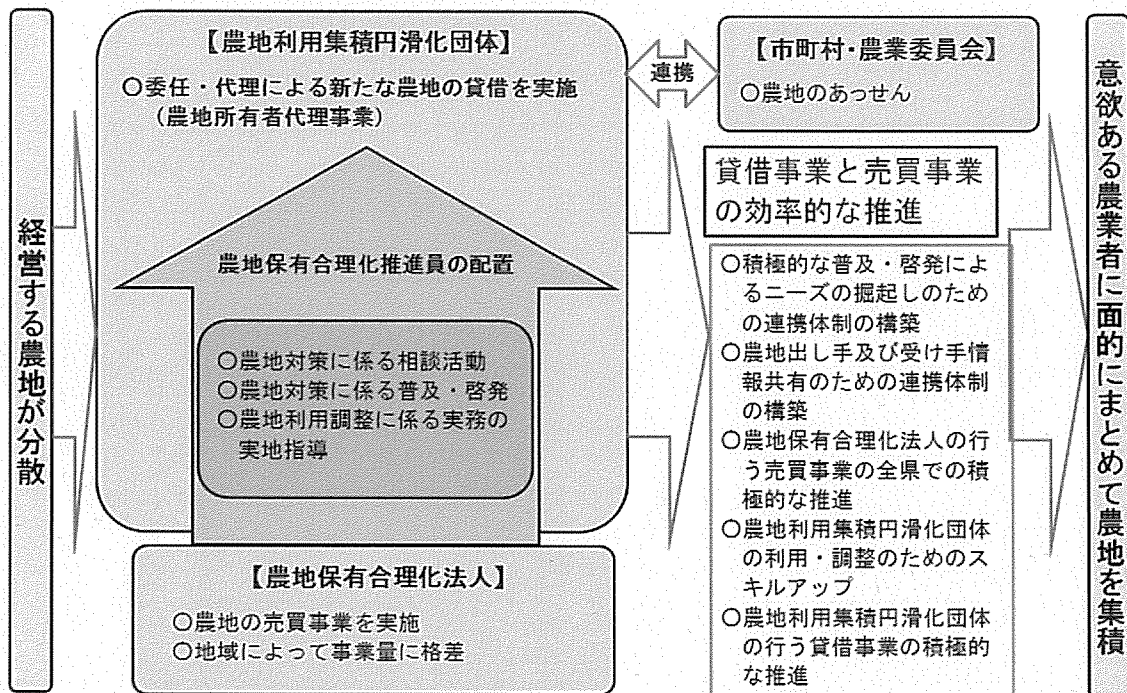 経営する農地が分散
【農地利用集積円滑化団体】
○委任・代理による新たな農地の貸借を実施
（農地所有者代理事業）
農地保有合理化推進員の配置
○農地対策に係る相談活動
○農地対策に係る普及・啓発
○農地利用調整に係る実務の
実地指導
【農地保有合理化法人】
○農地の売買事業を実施
○地域によって事業量に格差
連携
【市町村・農業委員会】
○農地のあっせん
貸借事業と売買事業
の効率的な推進
○積極的な普及・啓発によ
るニーズの掘起しのため
の連携体制の構築
○農地出し手及び受け手情
報共有のための連携体制
の構築
○農地保有合理化法人の行
う売買事業の全県での積
極的な推進
○農地利用集積円滑化団体
の利用・調整のためのス
キルアップ
○農地利用集積円滑化団体
の行う貸借事業の積極的
な推進
意欲ある農業者に面的にまとめて農地を集積